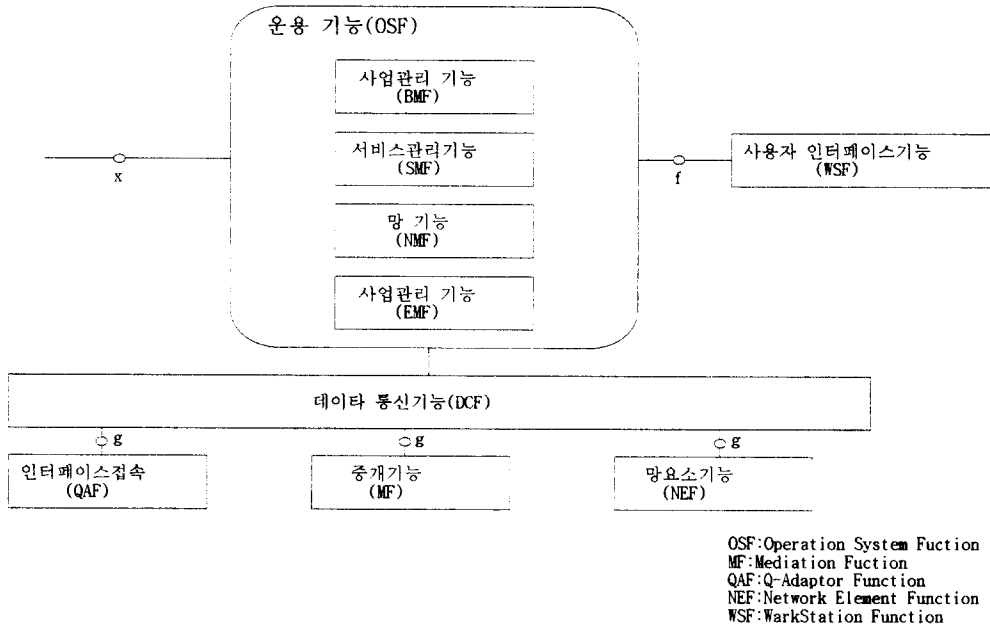 운용 기능(OSF)
사업관리 기능
(BMF)
서비스관리기능
(SMF)
망 기능
(NMF)
사업관리 기능
(EMF)
x
f
사용자 인터페이스기능
(WSF)
데이타 통신기능(DCF)
g
g
g
인터페이스접속
(QAF)
중개기능
(MF)
망요소기능
(NEF)
OSF:Operation System Fuction
MF:Mediation Fuction
QAF:Q-Adaptor Function
NEF:Network Element Function
WSF:WarkStation Function